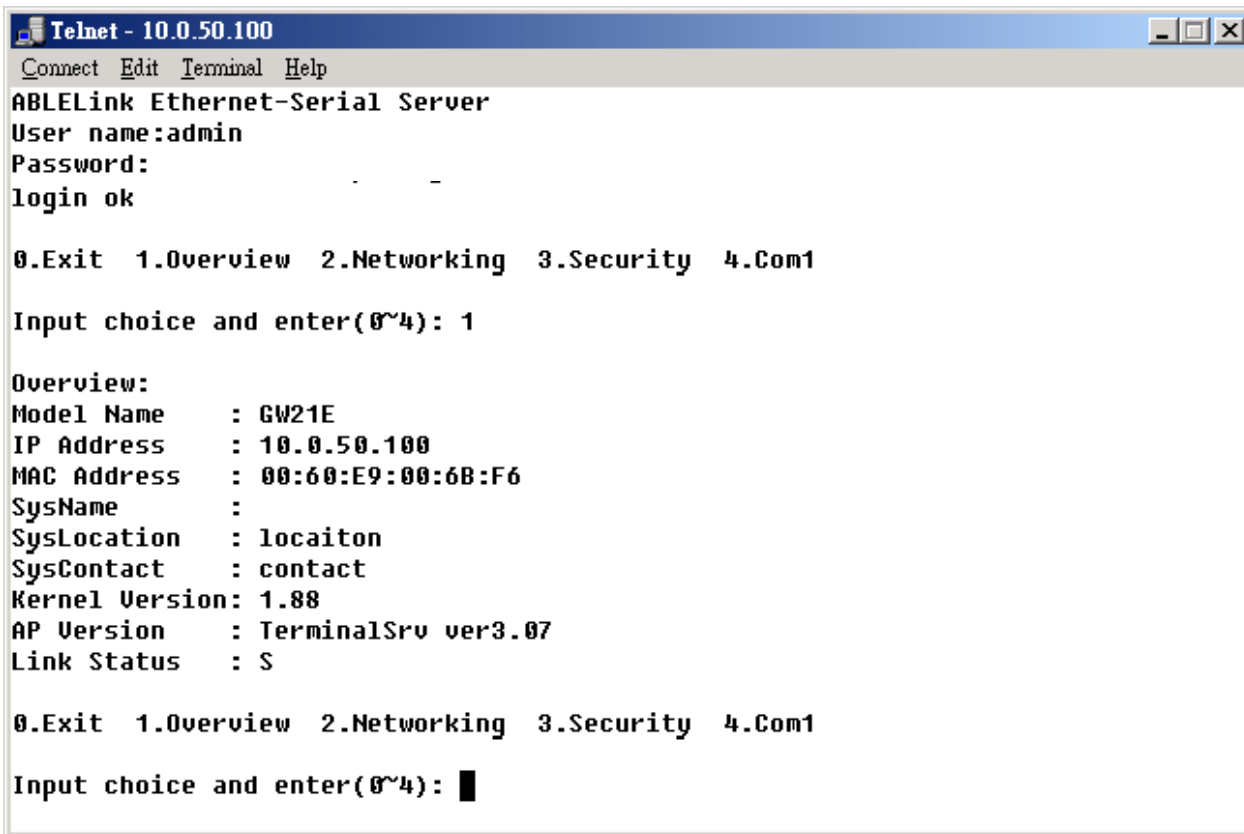 Telnet - 10.0.50.100
Connect Edit Terminal Help
ABLELink Ethernet-Serial Server
User name:admin
Password:
login ok
0.Exit 1.Overview 2.Networking 3.Security 4.Com1
Input choice and enter(0~4): 1
Overview:
Model Name : GW21E
IP Address : 10.0.50.100
MAC Address : 00:60:E9:00:6B:F6
SysName :
SysLocation : locaiton
SysContact : contact
Kernel Version: 1.88
AP Version : TerminalSrv ver3.07
Link Status : S
0.Exit 1.Overview 2.Networking 3.Security 4.Com1
Input choice and enter(0~4):